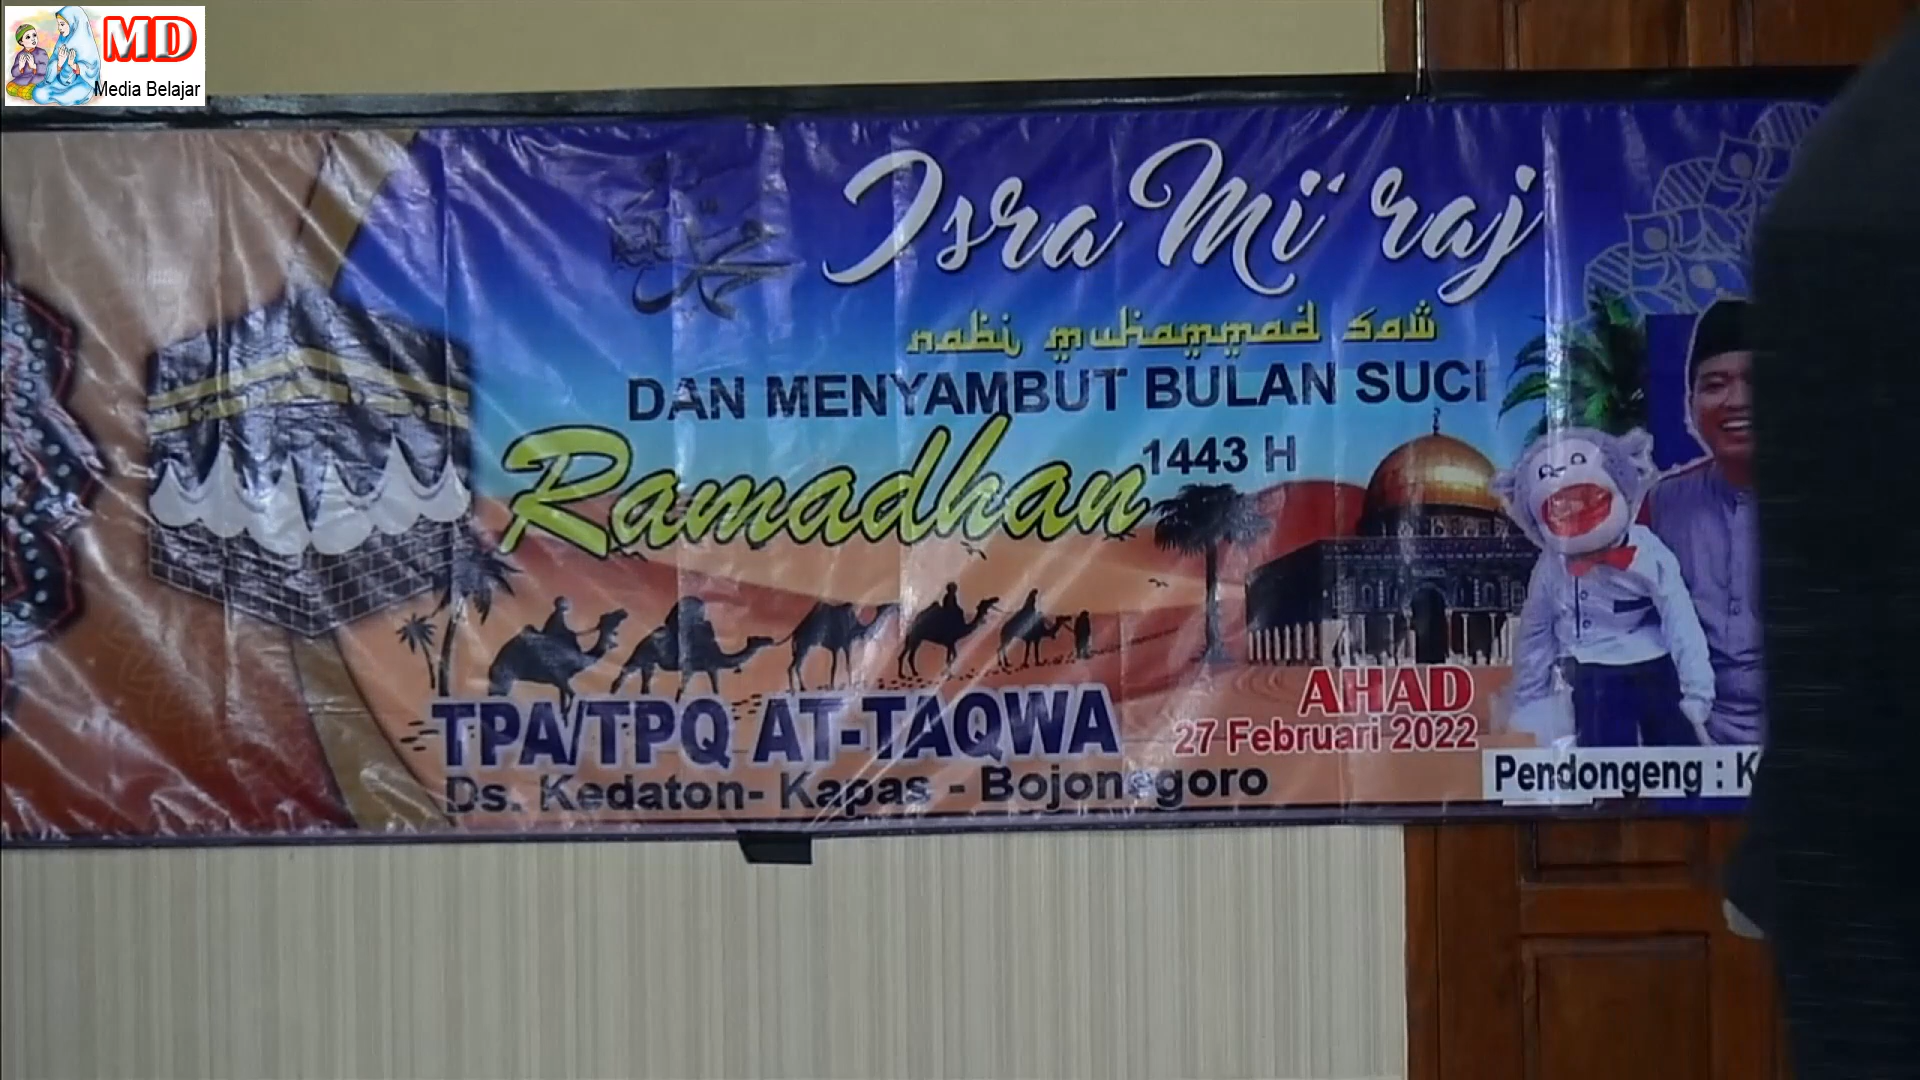 MD
Media Belajar
Isra Mi'raj
nabi muhammad saw
DAN MENYAMBUT BULAN SUCI
Ramadhan 1443 H
AHAD
27 Februari 2022
TPA/TPQ AT-TAQWA
Ds. Kedaton- Kapas - Bojonegoro
Pendongeng :